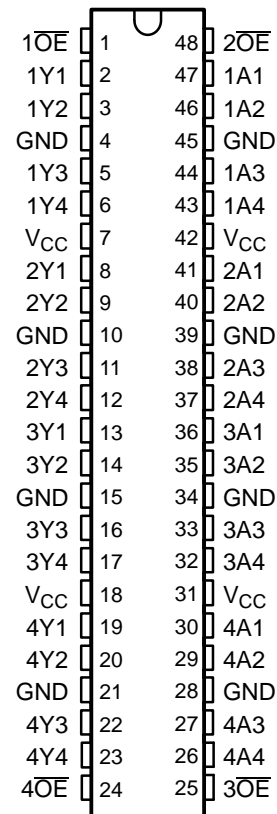 1O̅E̅ 1 48 2O̅E̅
1Y1 2 47 1A1
1Y2 3 46 1A2
GND 4 45 GND
1Y3 5 44 1A3
1Y4 6 43 1A4
VCC 7 42 VCC
2Y1 8 41 2A1
2Y2 9 40 2A2
GND 10 39 GND
2Y3 11 38 2A3
2Y4 12 37 2A4
3Y1 13 36 3A1
3Y2 14 35 3A2
GND 15 34 GND
3Y3 16 33 3A3
3Y4 17 32 3A4
VCC 18 31 VCC
4Y1 19 30 4A1
4Y2 20 29 4A2
GND 21 28 GND
4Y3 22 27 4A3
4Y4 23 26 4A4
4O̅E̅ 24 25 3O̅E̅